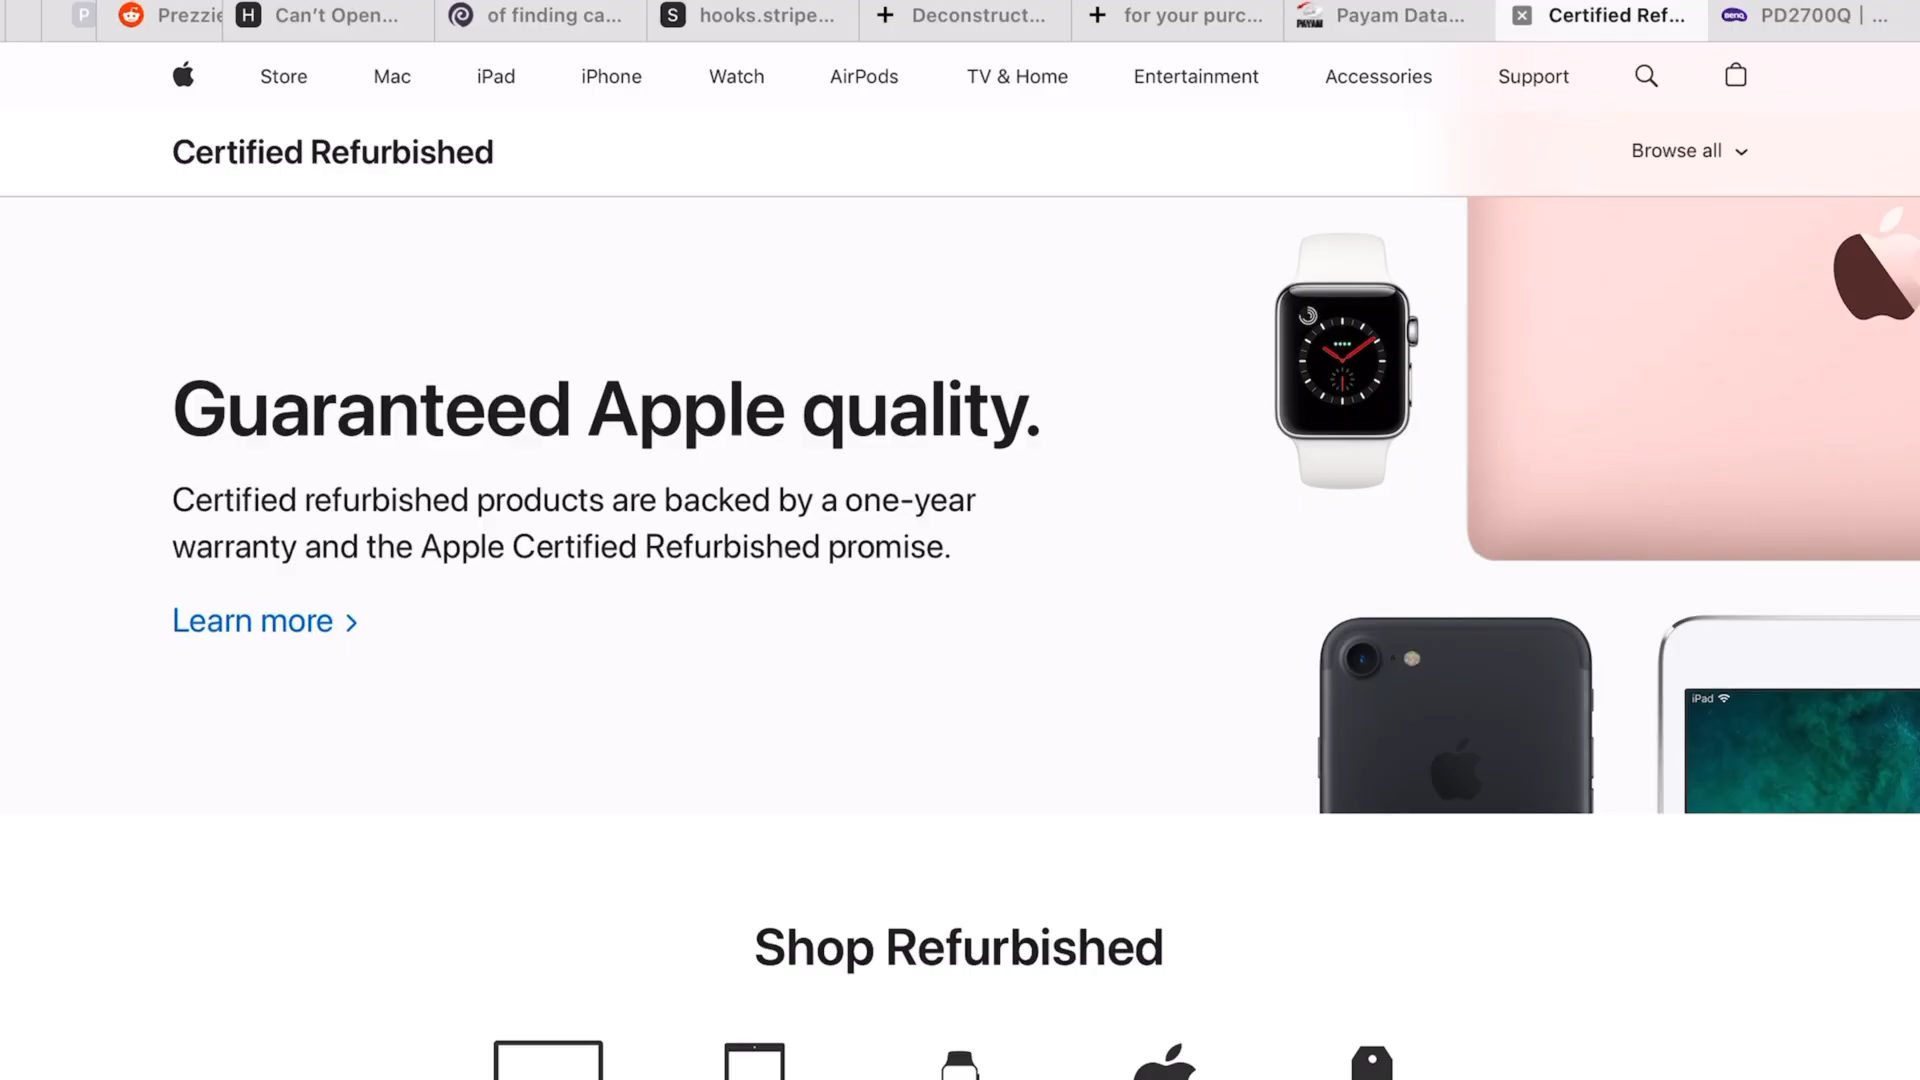 P
Prezzie
H Can't Open...
of finding ca...
S hooks.stripe...
+ Deconstruct...
+ for your purc...
PAYAM Payam Data...
Certified Ref...
BenQ PD2700Q | ...
Store Mac iPad iPhone Watch AirPods TV & Home Entertainment Accessories Support
Certified Refurbished
Browse all
Guaranteed Apple quality.
Certified refurbished products are backed by a one-year
warranty and the Apple Certified Refurbished promise.
Learn more >
iPad
Shop Refurbished